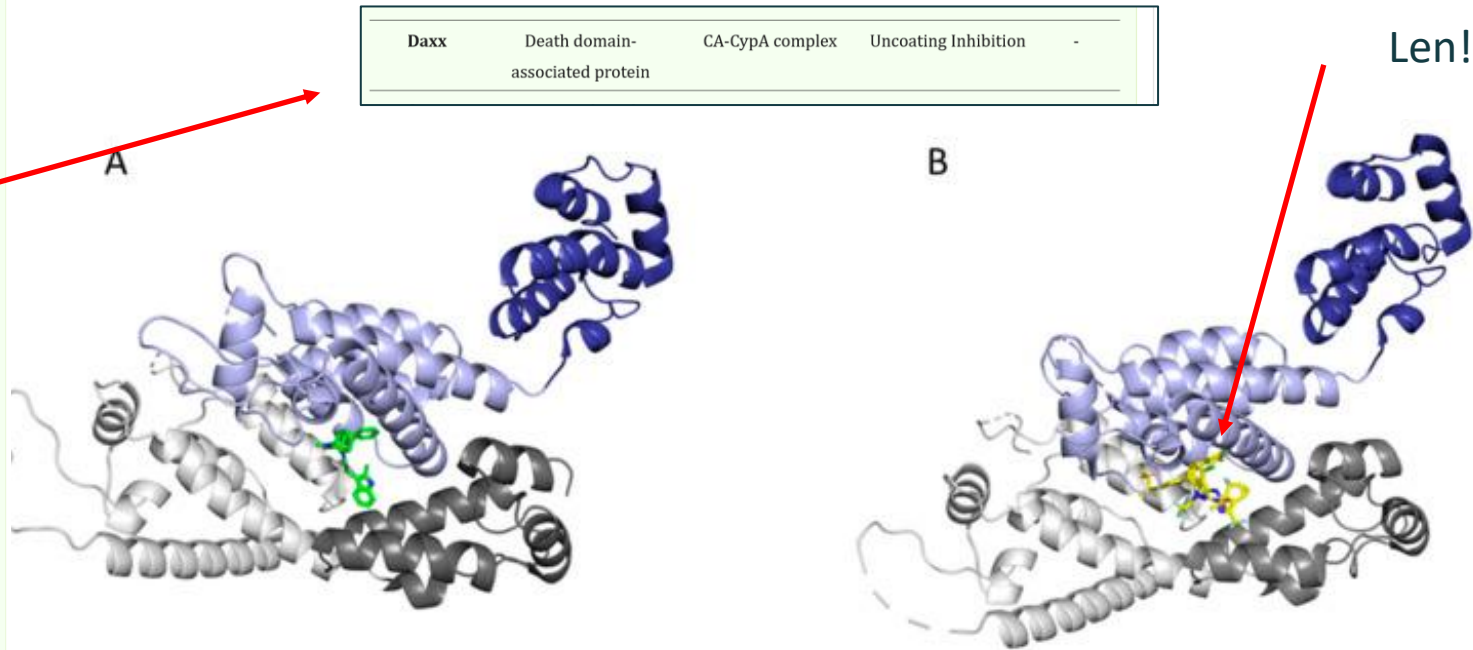 Daxx Death domain- CA-CypA complex Uncoating Inhibition -
associated protein
Len!
A
B